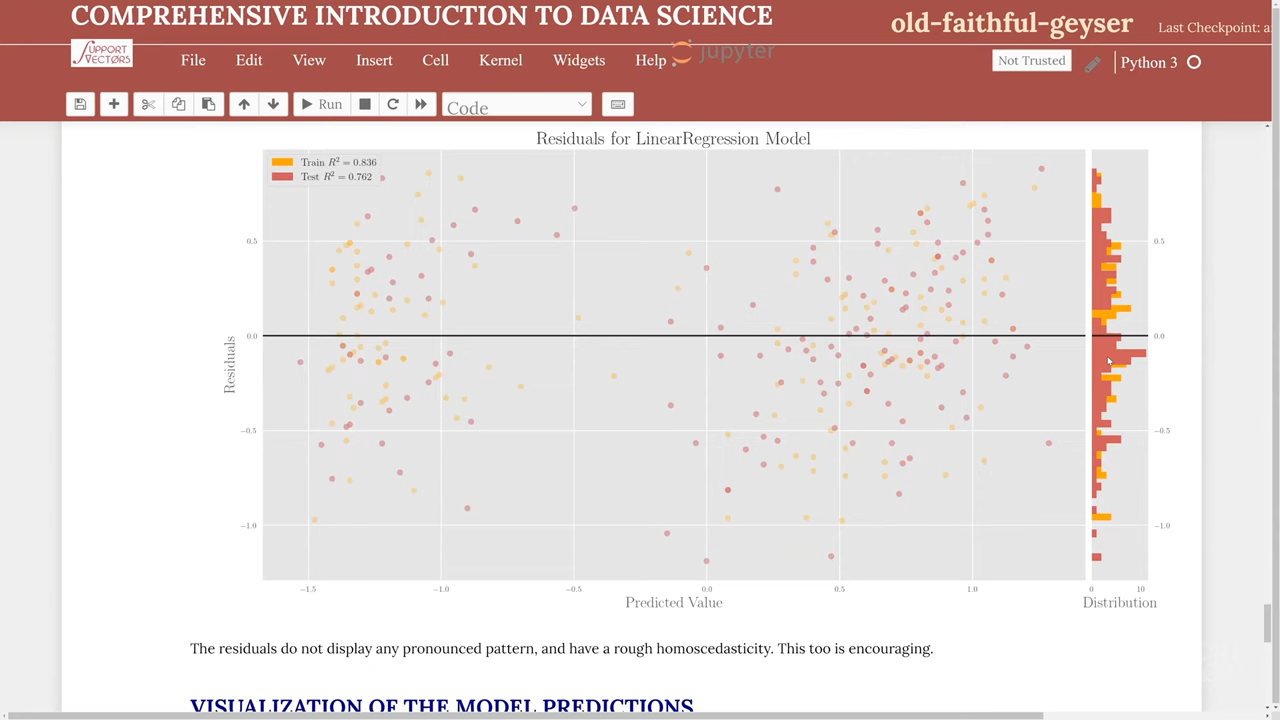 COMPREHENSIVE INTRODUCTION TO DATA SCIENCE
old-faithful-geyser
Last Checkpoint: a
SUPPORT VECTORS
File Edit View Insert Cell Kernel Widgets Help
jupyter
Not Trusted
Python 3
Run
Code
Residuals for LinearRegression Model
Train R² = 0.836
Test R² = 0.762
0.5
0.0
−0.5
−1.0
Residuals
−1.5 −1.0 −0.5 0.0 0.5 1.0
Predicted Value
0.5
0.0
−0.5
−1.0
0 10
Distribution
The residuals do not display any pronounced pattern, and have a rough homoscedasticity. This too is encouraging.
VISUALIZATION OF THE MODEL PREDICTIONS